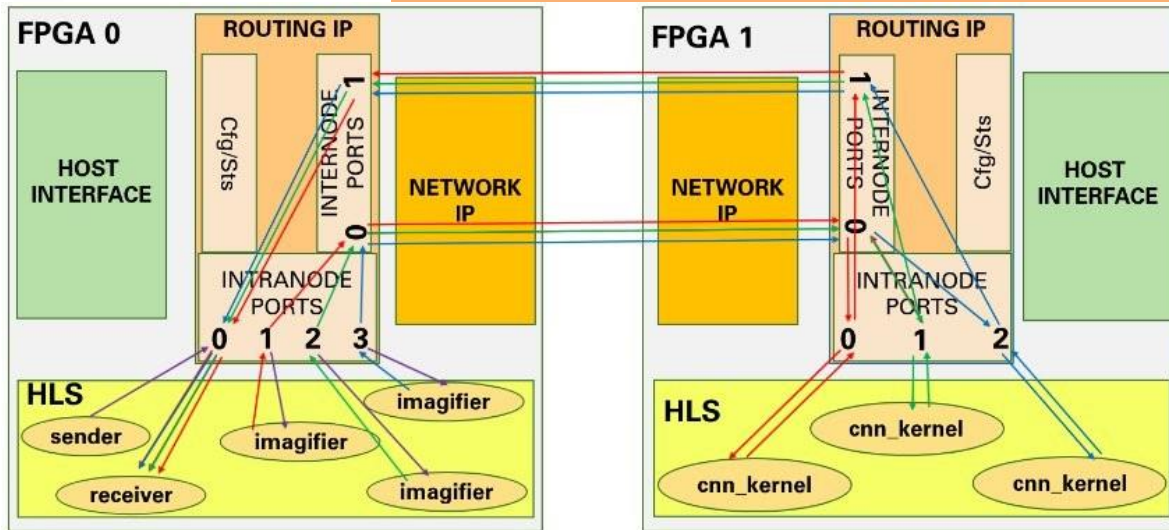 FPGA 0
ROUTING IP
HOST
INTERFACE
Cfg/Sts
INTERNODE
PORTS
1
0
NETWORK
IP
INTRANODE
PORTS
0 1 2 3
HLS
sender
receiver
imagifier
imagifier
imagifier
FPGA 1
ROUTING IP
NETWORK
IP
1
0
INTERNODE
PORTS
Cfg/Sts
HOST
INTERFACE
INTRANODE
PORTS
0 1 2
HLS
cnn_kernel
cnn_kernel
cnn_kernel